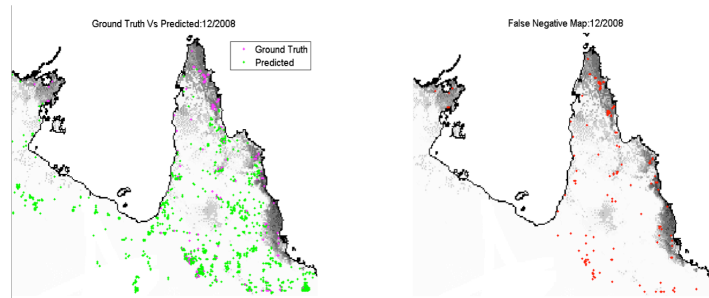 Ground Truth Vs Predicted:12/2008
Ground Truth
Predicted
False Negative Map:12/2008